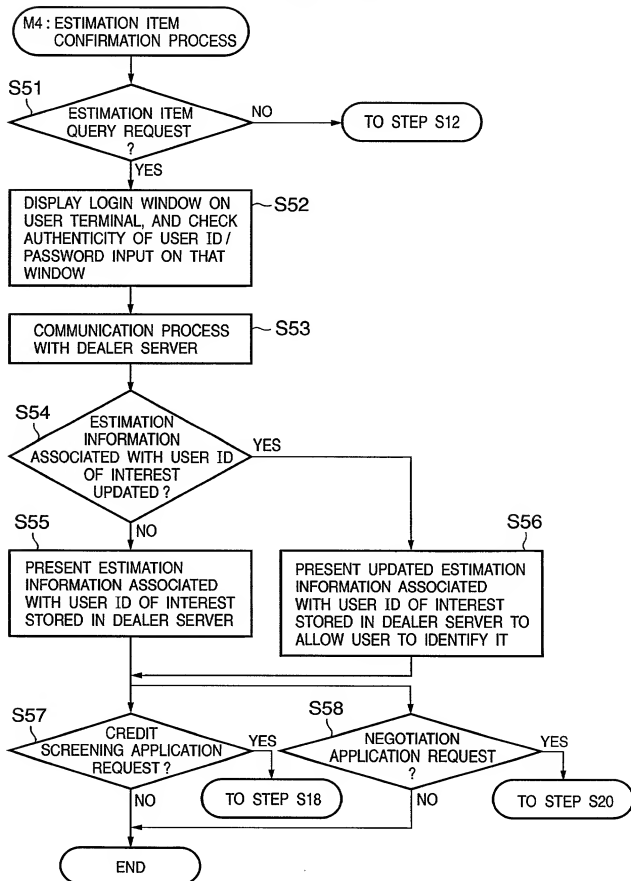 M4 : ESTIMATION ITEM
CONFIRMATION PROCESS
S51
ESTIMATION ITEM
QUERY REQUEST
?
NO
TO STEP S12
YES
DISPLAY LOGIN WINDOW ON
USER TERMINAL, AND CHECK
AUTHENTICITY OF USER ID /
PASSWORD INPUT ON THAT
WINDOW
S52
COMMUNICATION PROCESS
WITH DEALER SERVER
S53
S54
ESTIMATION
INFORMATION
ASSOCIATED WITH USER ID
OF INTEREST
UPDATED ?
YES
NO
S55
PRESENT ESTIMATION
INFORMATION ASSOCIATED
WITH USER ID OF INTEREST
STORED IN DEALER SERVER
S56
PRESENT UPDATED ESTIMATION
INFORMATION ASSOCIATED
WITH USER ID OF INTEREST
STORED IN DEALER SERVER TO
ALLOW USER TO IDENTIFY IT
S57
CREDIT
SCREENING APPLICATION
REQUEST ?
YES
TO STEP S18
NO
S58
NEGOTIATION
APPLICATION REQUEST
?
YES
TO STEP S20
NO
END